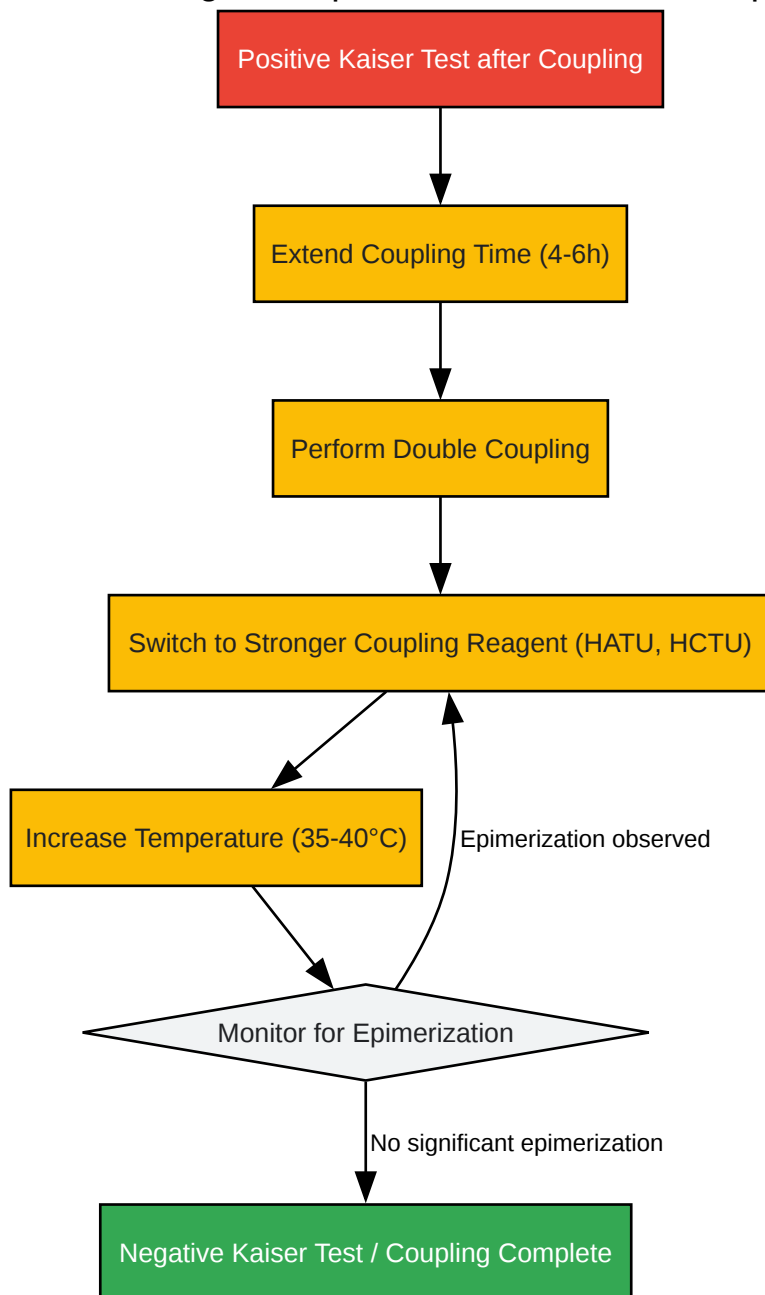 Positive Kaiser Test after Coupling
Extend Coupling Time (4-6h)
Perform Double Coupling
Switch to Stronger Coupling Reagent (HATU, HCTU)
Increase Temperature (35-40°C)
Epimerization observed
Monitor for Epimerization
No significant epimerization
Negative Kaiser Test / Coupling Complete